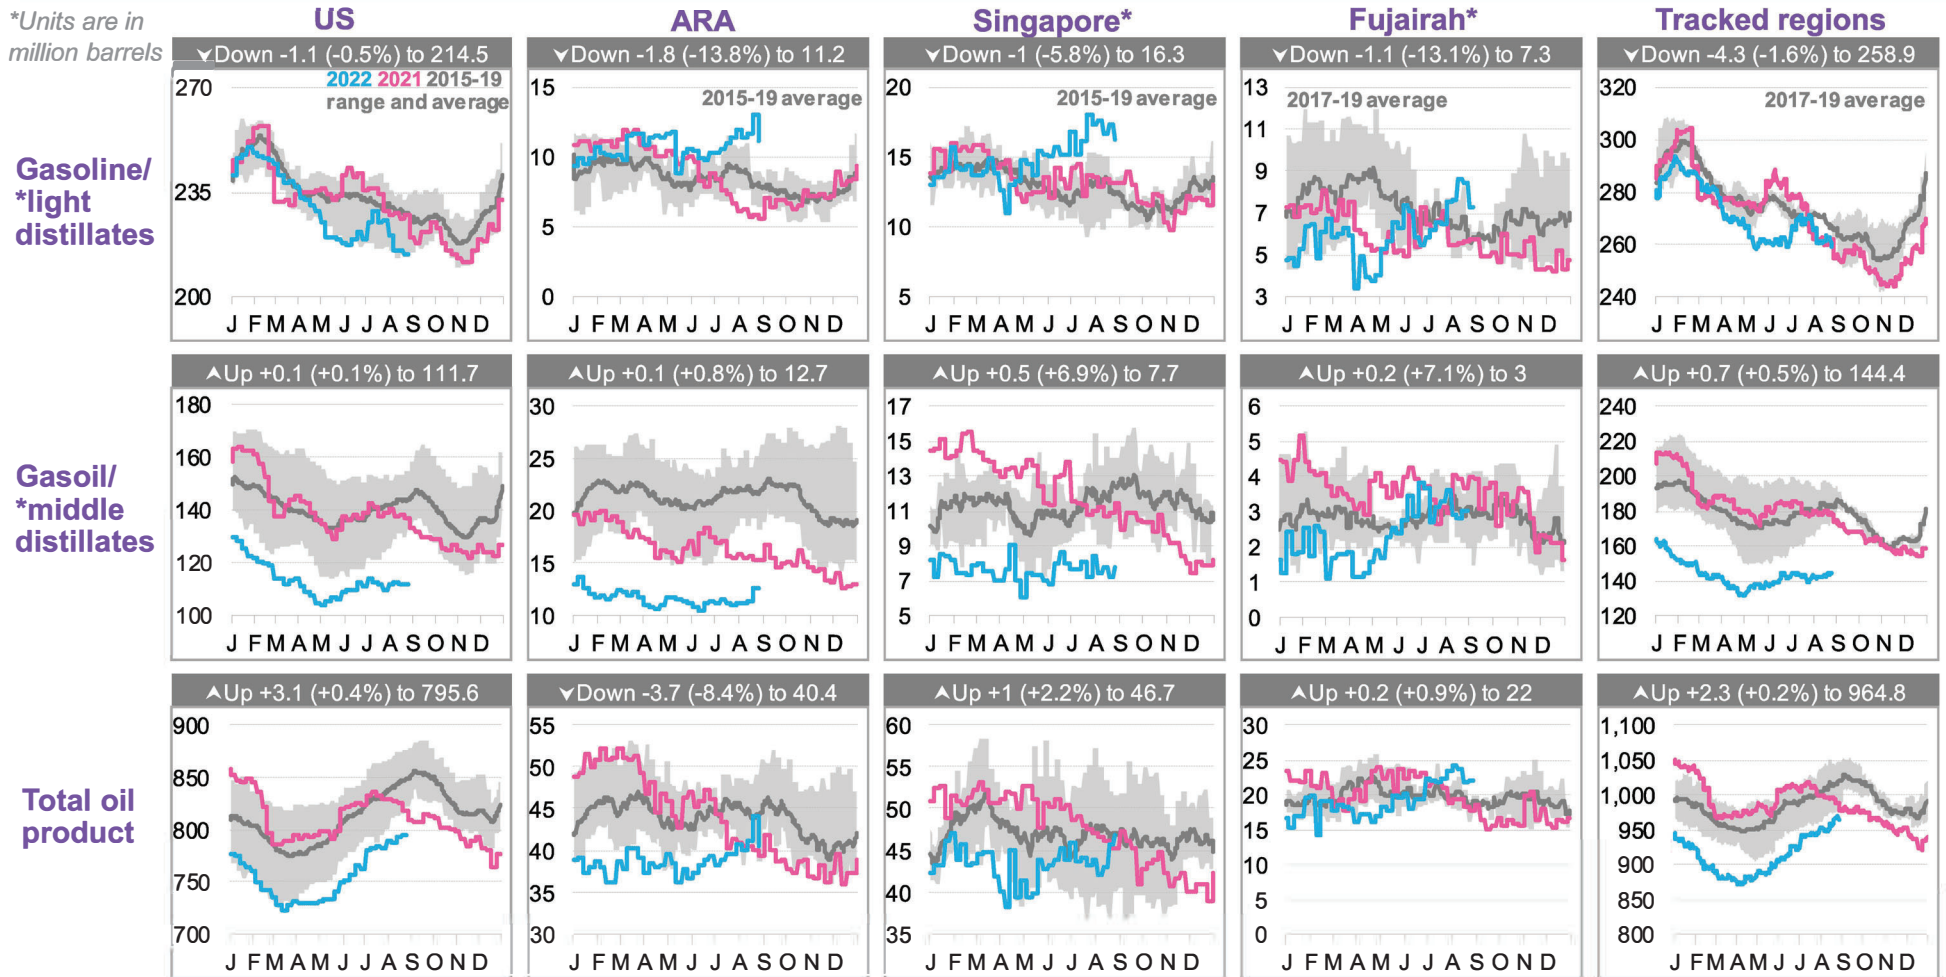 *Units are in
million barrels
US
ARA
Singapore*
Fujairah*
Tracked regions
Gasoline/
*light
distillates
⮟Down -1.1 (-0.5%) to 214.5
2022 2021 2015-19
range and average
270
235
200
J F M A M J J A S O N D
⮟Down -1.8 (-13.8%) to 11.2
2015-19 average
15
10
5
0
J F M A M J J A S O N D
⮟Down -1 (-5.8%) to 16.3
2015-19 average
20
15
10
5
J F M A M J J A S O N D
⮟Down -1.1 (-13.1%) to 7.3
2017-19 average
13
11
9
7
5
3
J F M A M J J A S O N D
⮟Down -4.3 (-1.6%) to 258.9
2017-19 average
320
300
280
260
240
J F M A M J J A S O N D
Gasoil/
*middle
distillates
⮝Up +0.1 (+0.1%) to 111.7
180
160
140
120
100
J F M A M J J A S O N D
⮝Up +0.1 (+0.8%) to 12.7
30
25
20
15
10
J F M A M J J A S O N D
⮝Up +0.5 (+6.9%) to 7.7
17
15
13
11
9
7
5
J F M A M J J A S O N D
⮝Up +0.2 (+7.1%) to 3
6
5
4
3
2
1
0
J F M A M J J A S O N D
⮝Up +0.7 (+0.5%) to 144.4
240
220
200
180
160
140
120
J F M A M J J A S O N D
Total oil
product
⮝Up +3.1 (+0.4%) to 795.6
900
850
800
750
700
J F M A M J J A S O N D
⮟Down -3.7 (-8.4%) to 40.4
55
50
45
40
35
30
J F M A M J J A S O N D
⮝Up +1 (+2.2%) to 46.7
60
55
50
45
40
35
J F M A M J J A S O N D
⮝Up +0.2 (+0.9%) to 22
30
25
20
15
10
5
0
J F M A M J J A S O N D
⮝Up +2.3 (+0.2%) to 964.8
1,100
1,050
1,000
950
900
850
800
J F M A M J J A S O N D